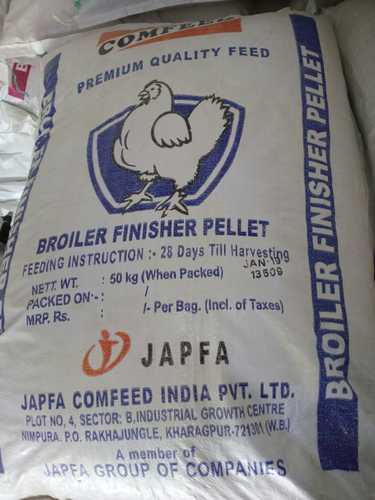 COMFEED
PREMIUM QUALITY FEED
BROILER FINISHER PELLET
FEEDING INSTRUCTION :- 28 Days Till Harvesting
JAN-19
13509
NETT. WT. : 50 kg (When Packed)
PACKED ON :- /
MRP. Rs. : /- Per Bag. (Incl. of Taxes)
JAPFA
JAPFA COMFEED INDIA PVT. LTD.
PLOT NO, 4, SECTOR: B,INDUSTRIAL GROWTH CENTRE
NIMPURA. P.O. RAKHAJUNGLE, KHARAGPUR-721301 (W.B.)
A member of
JAPFA GROUP OF COMPANIES
BROILER FINISHER PELLET